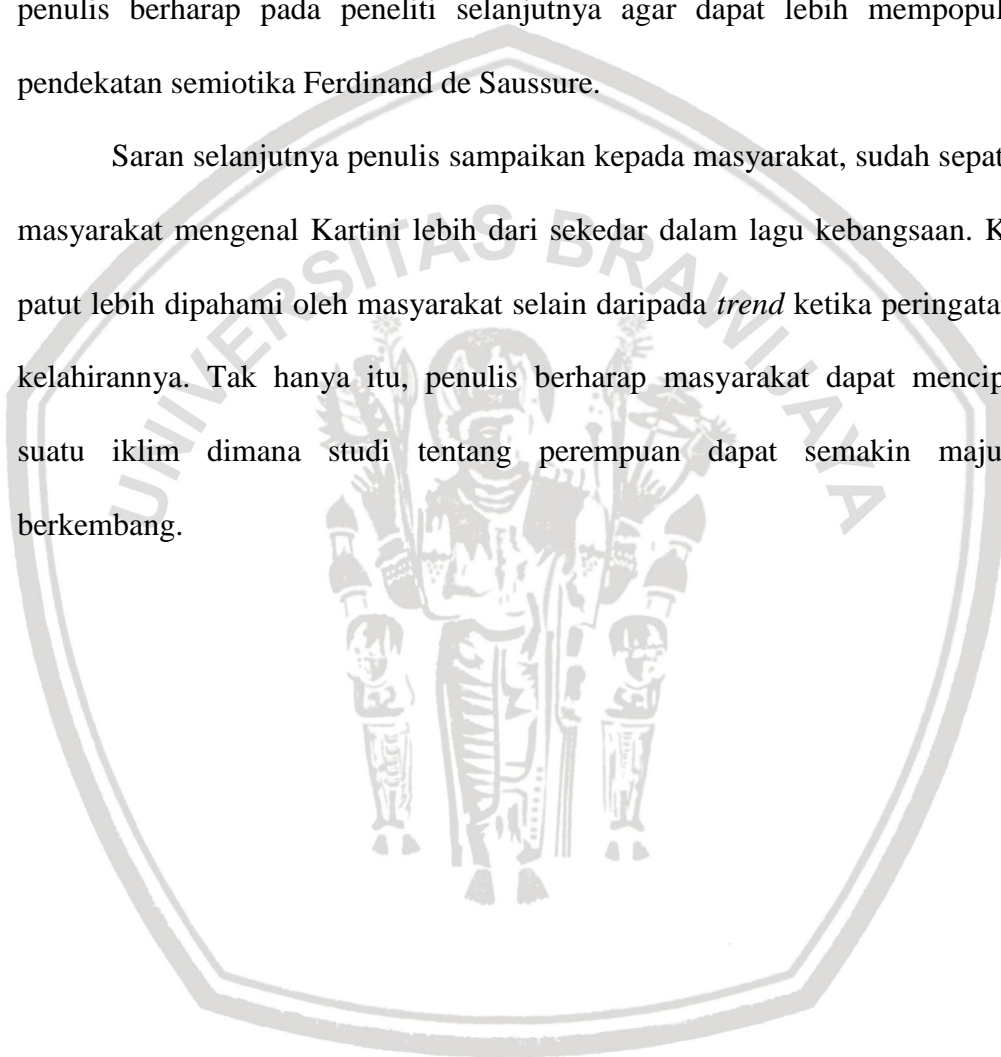 penulis berharap pada peneliti selanjutnya agar dapat lebih mempopul
pendekatan semiotika Ferdinand de Saussure.
Saran selanjutnya penulis sampaikan kepada masyarakat, sudah sepat
masyarakat mengenal Kartini lebih dari sekedar dalam lagu kebangsaan. K
patut lebih dipahami oleh masyarakat selain daripada trend ketika peringata
kelahirannya. Tak hanya itu, penulis berharap masyarakat dapat mencip
suatu iklim dimana studi tentang perempuan dapat semakin maju
berkembang.
UNIVERSITAS BRAWIJAYA